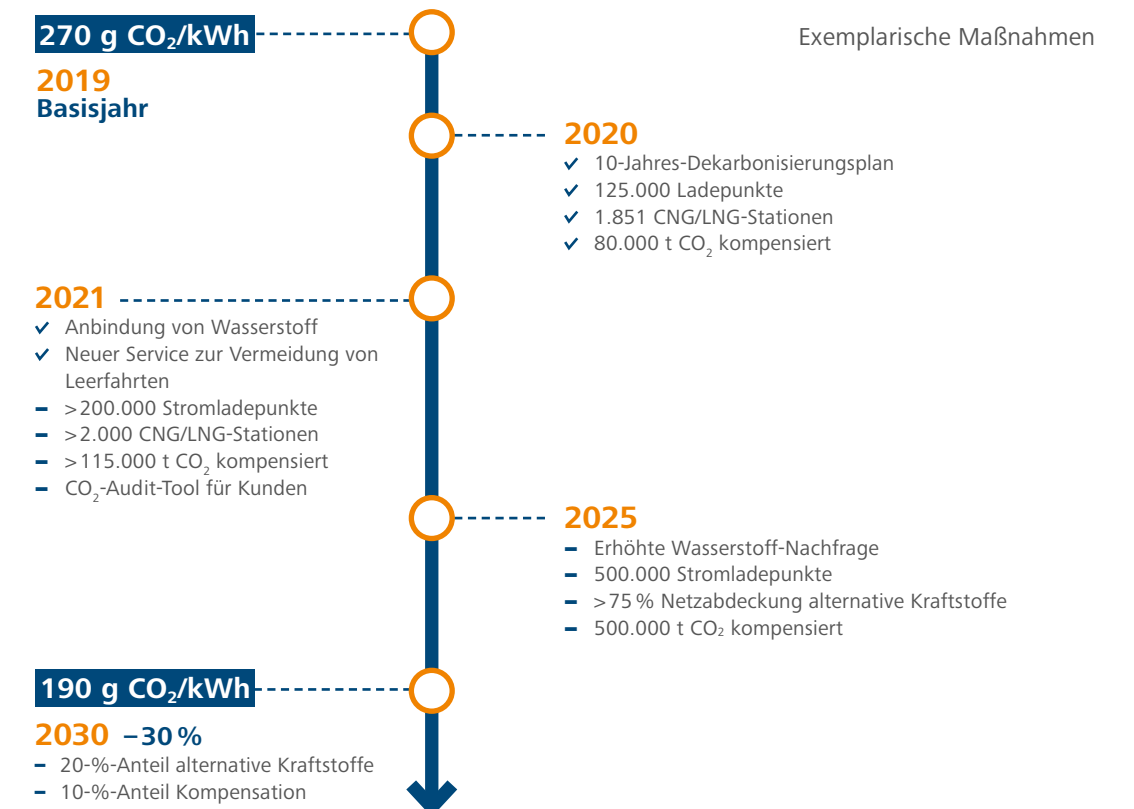 270 g CO₂/kWh
Exemplarische Maßnahmen
2019
Basisjahr
2020
10-Jahres-Dekarbonisierungsplan
125.000 Ladepunkte
1.851 CNG/LNG-Stationen
80.000 t CO₂ kompensiert
2021
Anbindung von Wasserstoff
Neuer Service zur Vermeidung von
Leerfahrten
– >200.000 Stromladepunkte
– >2.000 CNG/LNG-Stationen
– >115.000 t CO₂ kompensiert
– CO₂-Audit-Tool für Kunden
2025
– Erhöhte Wasserstoff-Nachfrage
– 500.000 Stromladepunkte
– >75 % Netzabdeckung alternative Kraftstoffe
– 500.000 t CO₂ kompensiert
190 g CO₂/kWh
2030 –30 %
– 20-%-Anteil alternative Kraftstoffe
– 10-%-Anteil Kompensation